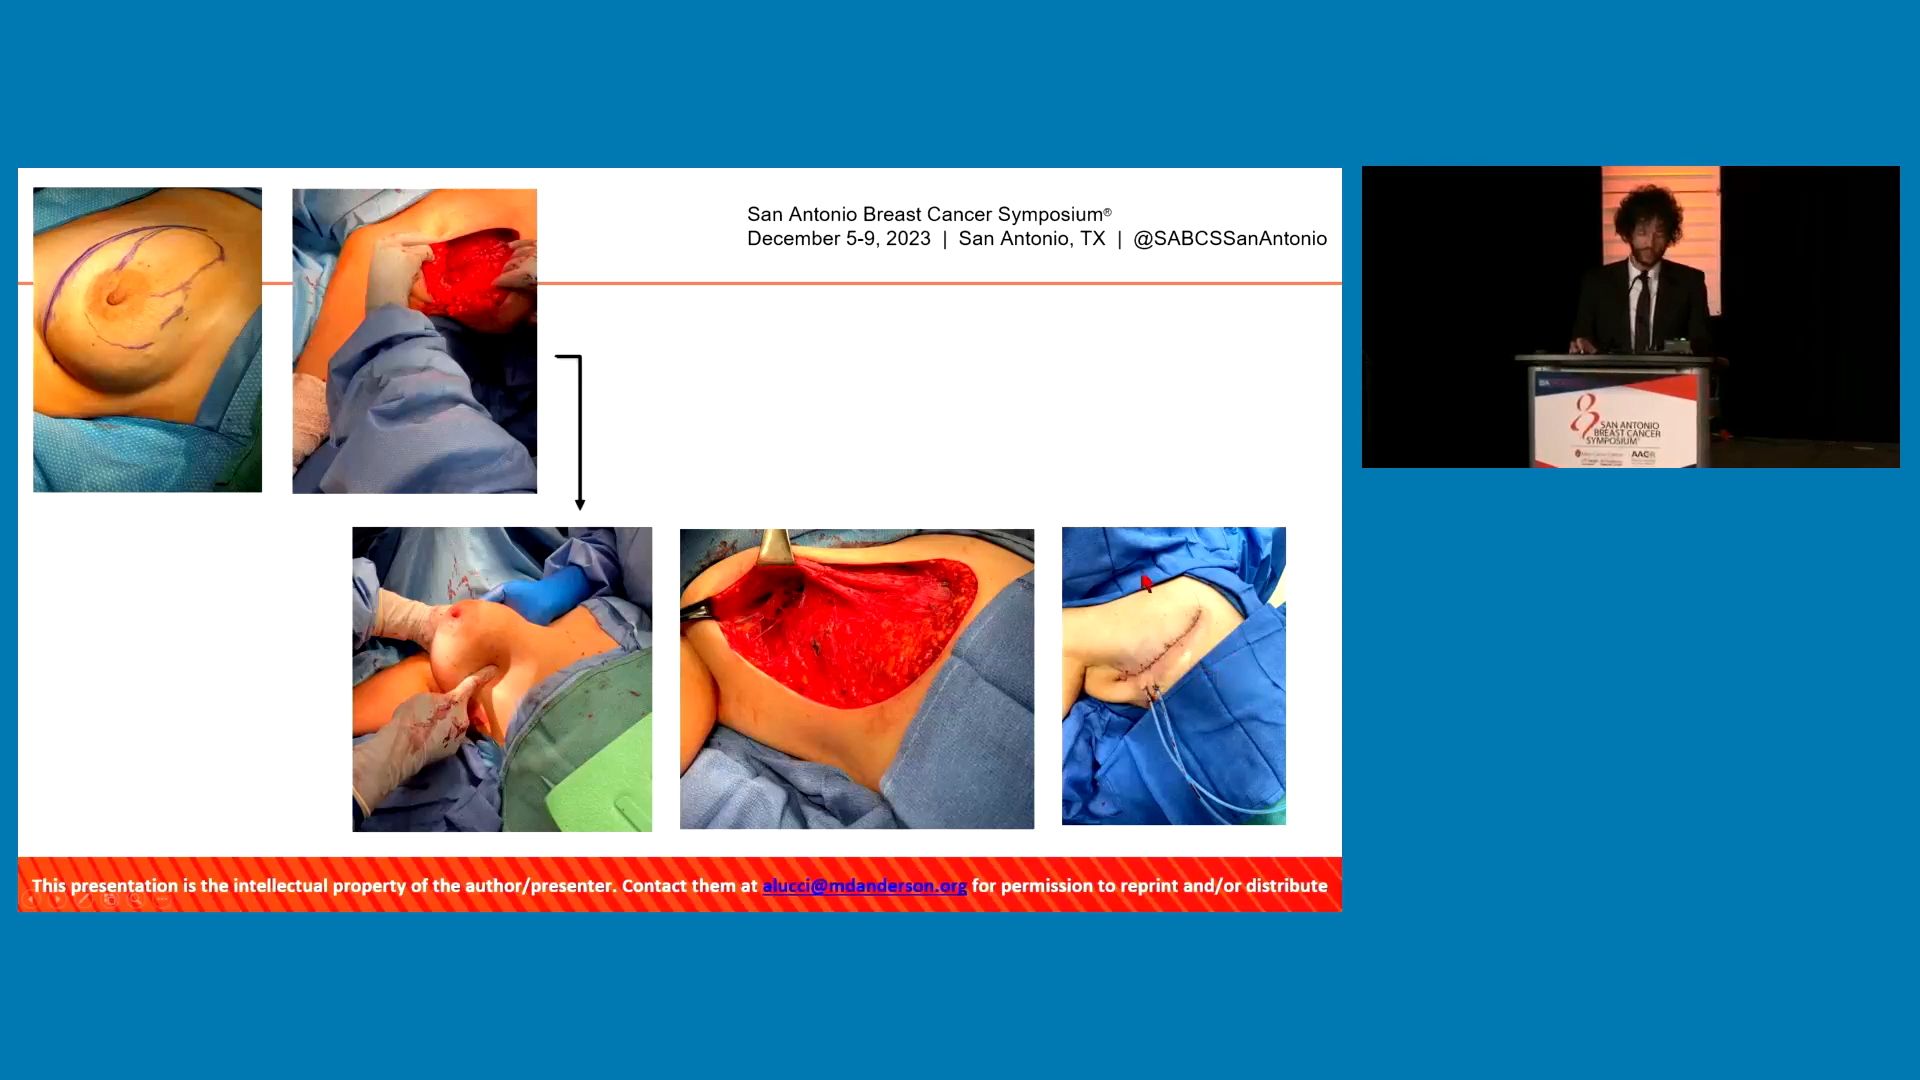 San Antonio Breast Cancer Symposium®
December 5-9, 2023 | San Antonio, TX | @SABCSSanAntonio
SAN ANTONIO
BREAST CANCER
SYMPOSIUM
AACR
This presentation is the intellectual property of the author/presenter. Contact them at alucci@mdanderson.org for permission to reprint and/or distribute